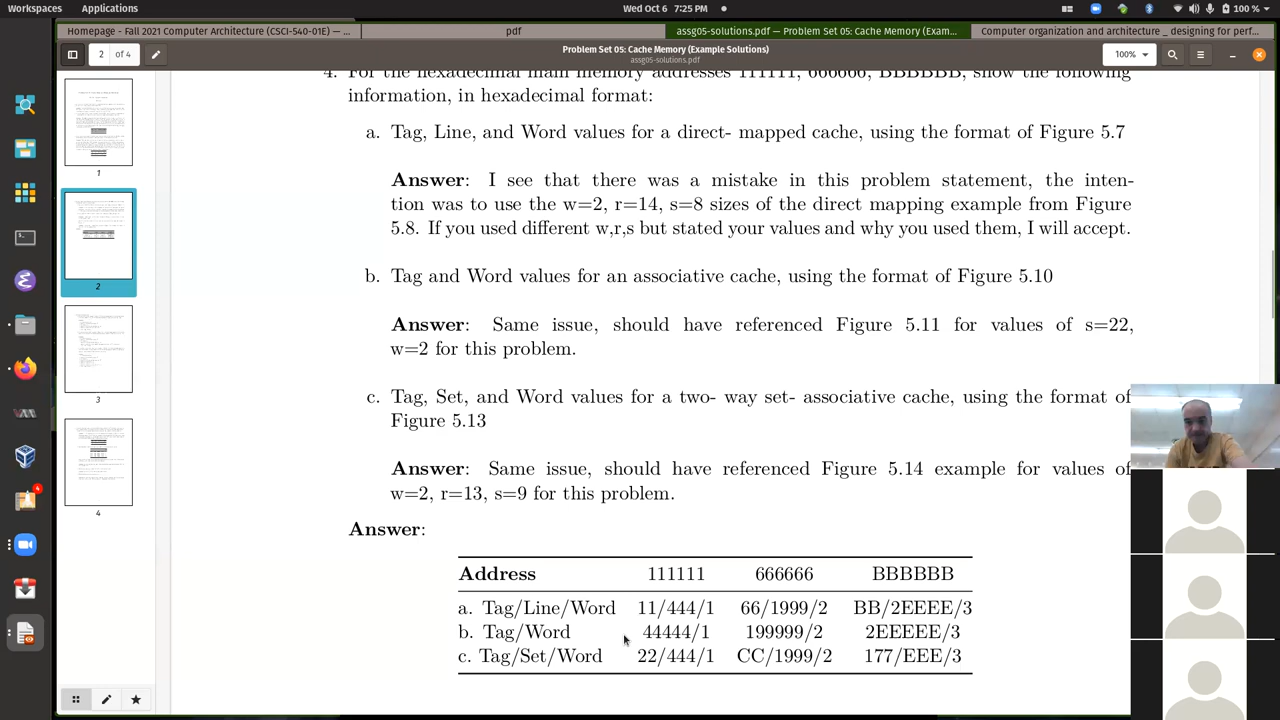 Workspaces Applications Wed Oct 6 7:25 PM 100 %
Homepage - Fall 2021 Computer Architecture (CSCI-540-01E) — ... pdf assg05-solutions.pdf — Problem Set 05: Cache Memory (Exam... Computer organization and architecture _ designing for perf...
2 of 4 Problem Set 05: Cache Memory (Example Solutions) 100%
assg05-solutions.pdf
4. For the hexadecimal main memory addresses 111111, 666666, BBBBBB, show the following
information, in hexadecimal format:
a. Tag, Line, and Word values for a direct- mapped cache, using the format of Figure 5.7
Answer: I see that there was a mistake in this problem statement, the inten-
tion was to use the w=2, r=14, s=8 sizes of the direct mapping example from Figure
5.8. If you used different w,r,s but stated your values and why you used them, I will accept.
b. Tag and Word values for an associative cache, using the format of Figure 5.10
Answer: Same issue, should have referenced Figure 5.11 for values of s=22,
w=2 for this problem.
c. Tag, Set, and Word values for a two- way set- associative cache, using the format of
Figure 5.13
Answer: Same issue, should have referenced Figure 5.14 example for values of
w=2, r=13, s=9 for this problem.
Answer:
Address 111111 666666 BBBBBB
a. Tag/Line/Word 11/444/1 66/1999/2 BB/2EEEE/3
b. Tag/Word 44444/1 199999/2 2EEEEE/3
c. Tag/Set/Word 22/444/1 CC/1999/2 177/EEE/3
1
2
3
4
4